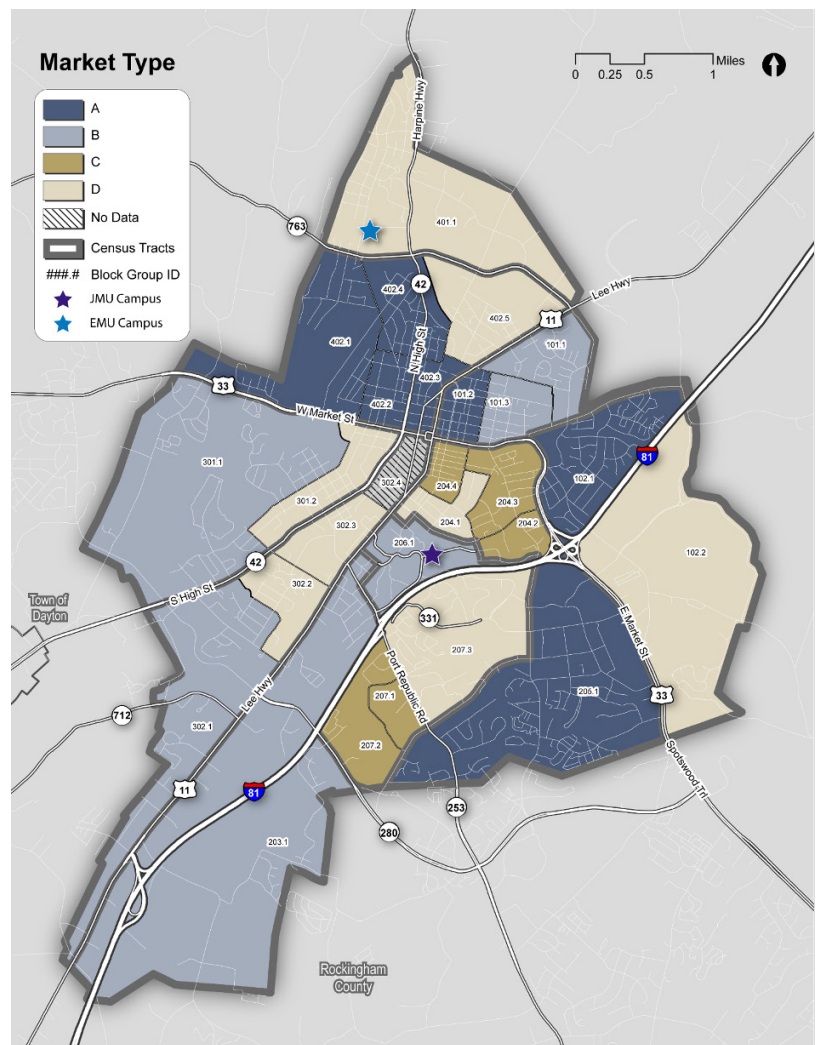 Market Type
A
B
C
D
No Data
Census Tracts
###.# Block Group ID
JMU Campus
EMU Campus
Miles
0 0.25 0.5 1
Harpine Hwy
401.1
763
42
402.4
Lee Hwy
11
402.5
101.1
402.1
N High St
402.3
33
101.2
101.3
402.2
W Market St
301.1
81
102.1
302.4
204.4
204.3
301.2
204.1
204.2
302.3
206.1
102.2
42
302.2
S High St
Town of
Dayton
331
E Market St
207.3
Port Republic Rd
205.1
33
207.1
Lee Hwy
712
302.1
207.2
Spotswood Trl
11
81
253
280
203.1
Rockingham
County